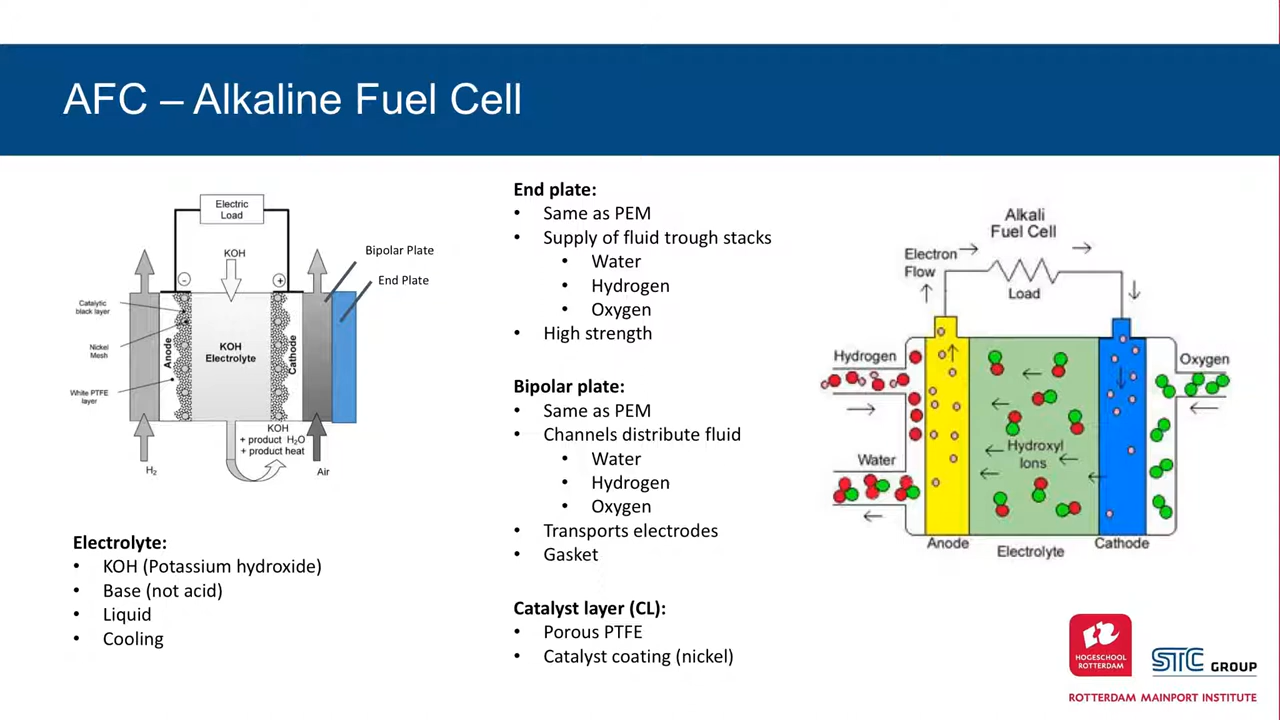 AFC – Alkaline Fuel Cell
Electric
Load
KOH
Bipolar Plate
End Plate
Catalytic
black layer
Nickel
Mesh
White PTFE
layer
Anode
KOH
Electrolyte
Cathode
KOH
+ product H₂O
+ product heat
H₂
Air
Electrolyte:
• KOH (Potassium hydroxide)
• Base (not acid)
• Liquid
• Cooling
End plate:
• Same as PEM
• Supply of fluid trough stacks
• Water
• Hydrogen
• Oxygen
• High strength
Bipolar plate:
• Same as PEM
• Channels distribute fluid
• Water
• Hydrogen
• Oxygen
• Transports electrodes
• Gasket
Catalyst layer (CL):
• Porous PTFE
• Catalyst coating (nickel)
Alkali
Fuel Cell
Electron
Flow
Load
Hydrogen
Oxygen
Hydroxyl
Ions
Water
Anode
Electrolyte
Cathode
HOGESCHOOL
ROTTERDAM
STC GROUP
ROTTERDAM MAINPORT INSTITUTE